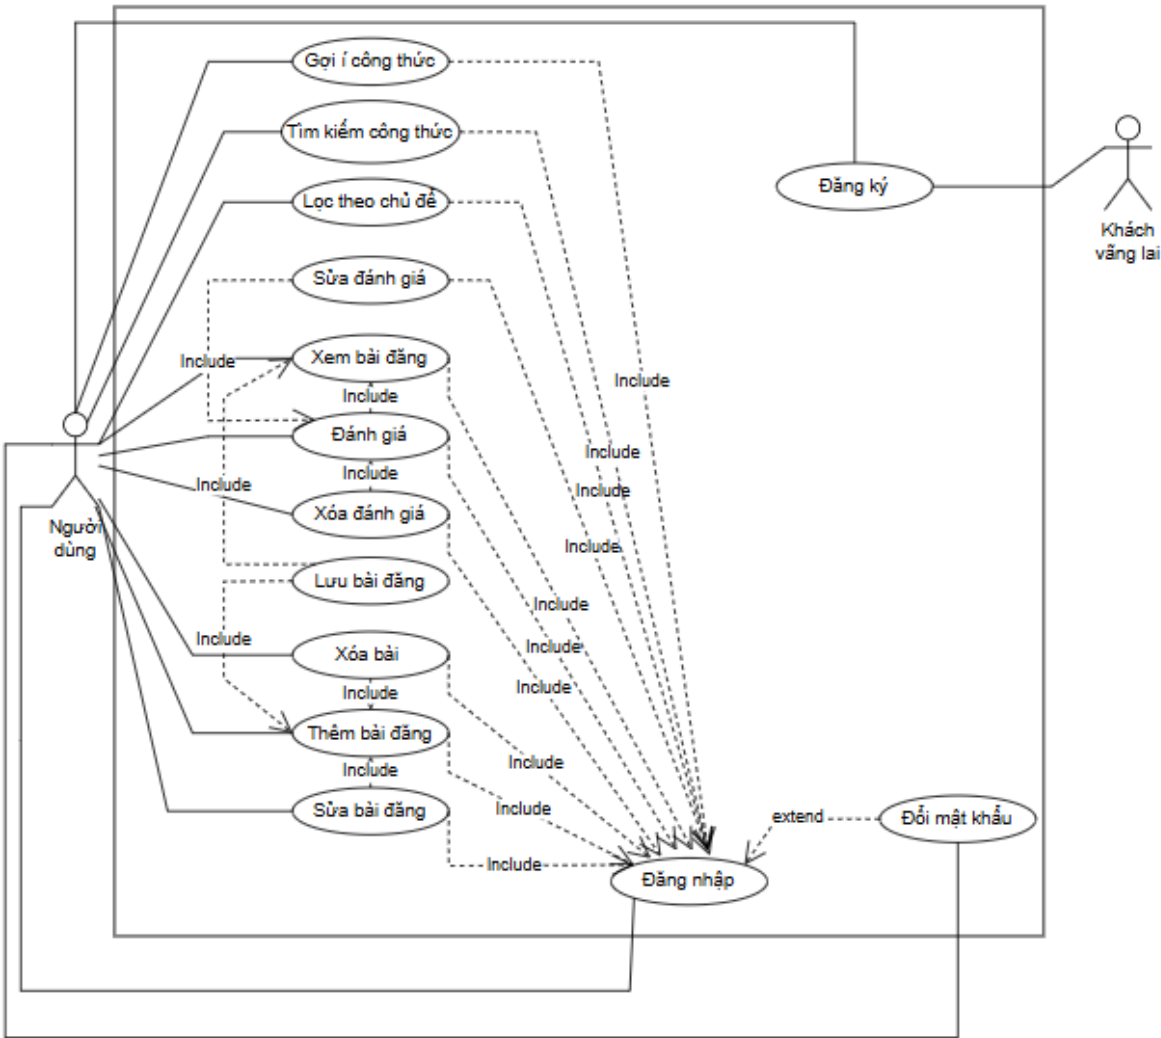 Gợi í công thức
Tìm kiếm công thức
Lọc theo chủ đề
Đăng ký
Khách
vãng lai
Sửa đánh giá
Include
Xem bài đăng
Include
Include
Đánh giá
Include
Include
Include
Include
Xóa đánh giá
Include
Người
dùng
Include
Lưu bài đăng
Include
Include
Xóa bài
Include
Include
Include
Thêm bài đăng
Include
Include
Include
Sửa bài đăng
Include
extend
Đổi mật khẩu
Include
Đăng nhập